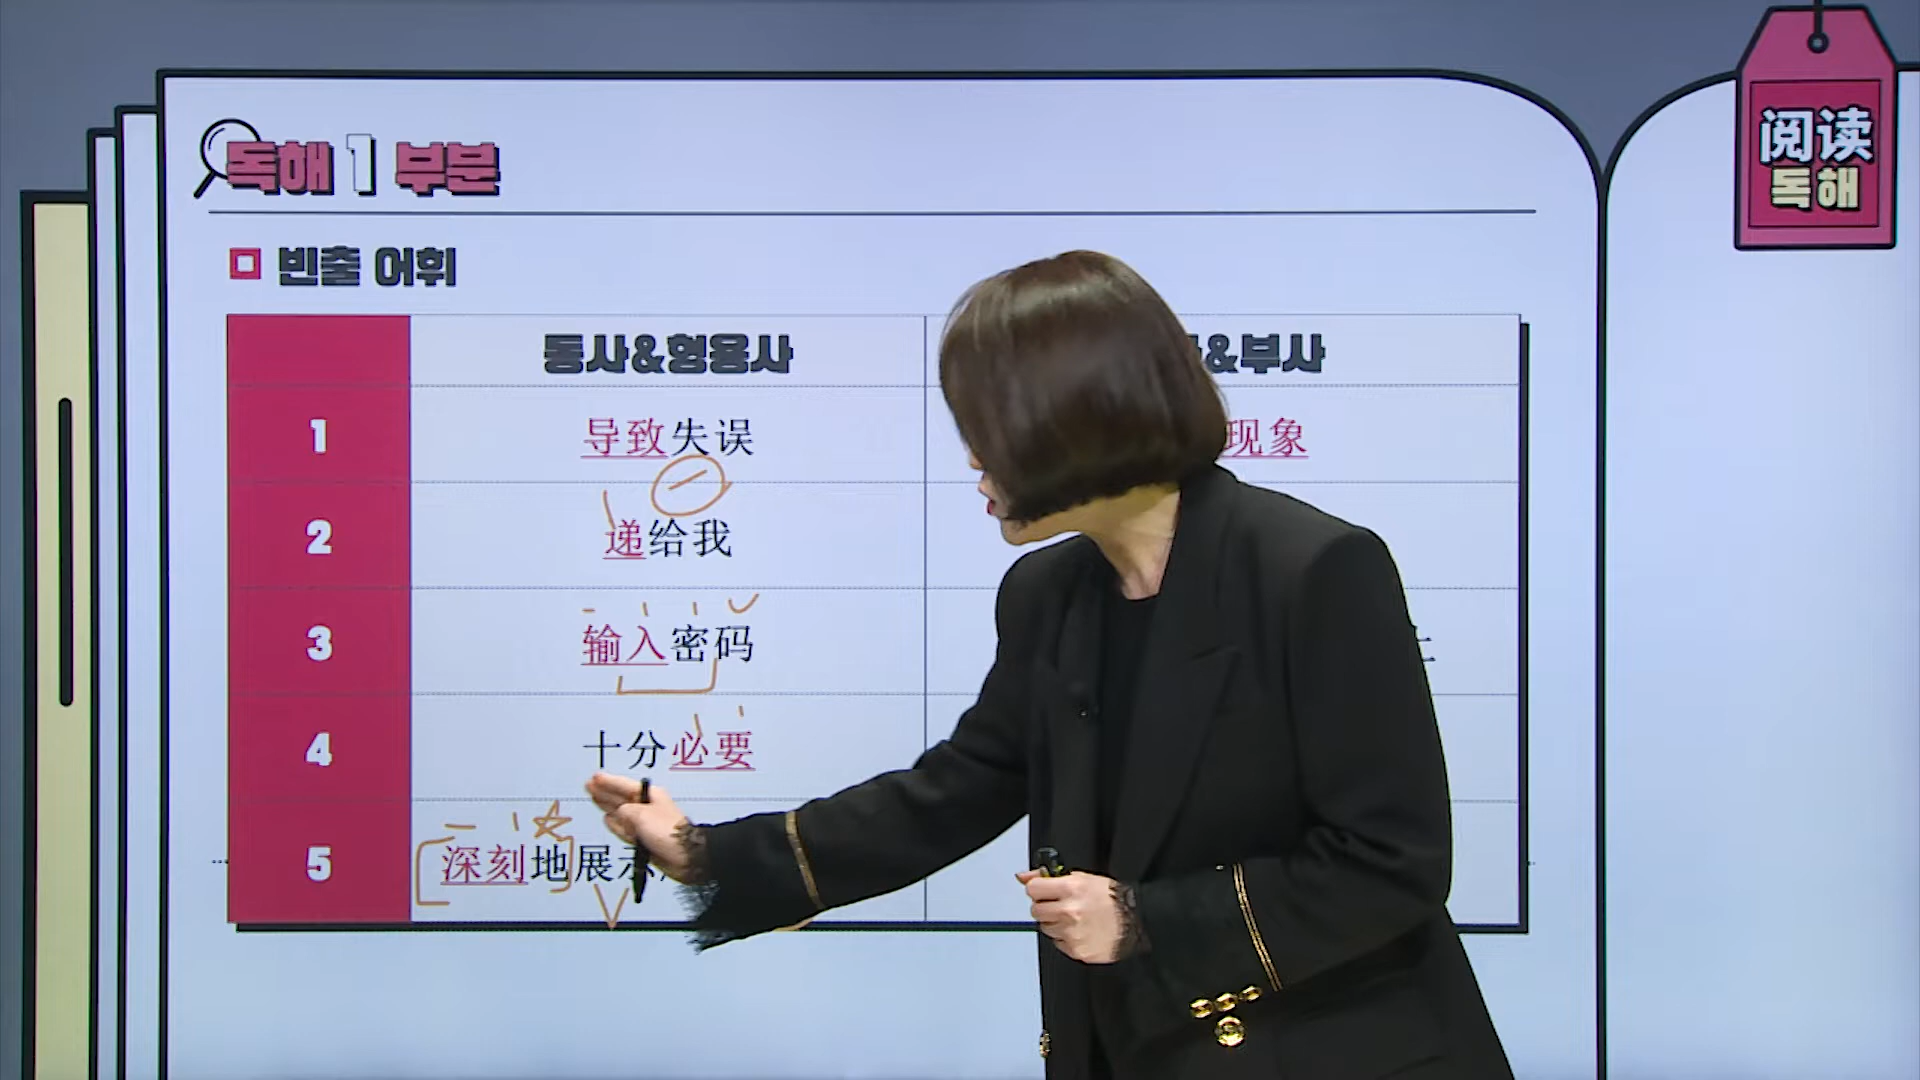 阅读
독해
독해 1 부분
빈출 어휘
동사&형용사
&부사
1
导致失误
现象
2
递给我
3
输入密码
4
十分必要
5
深刻地展示